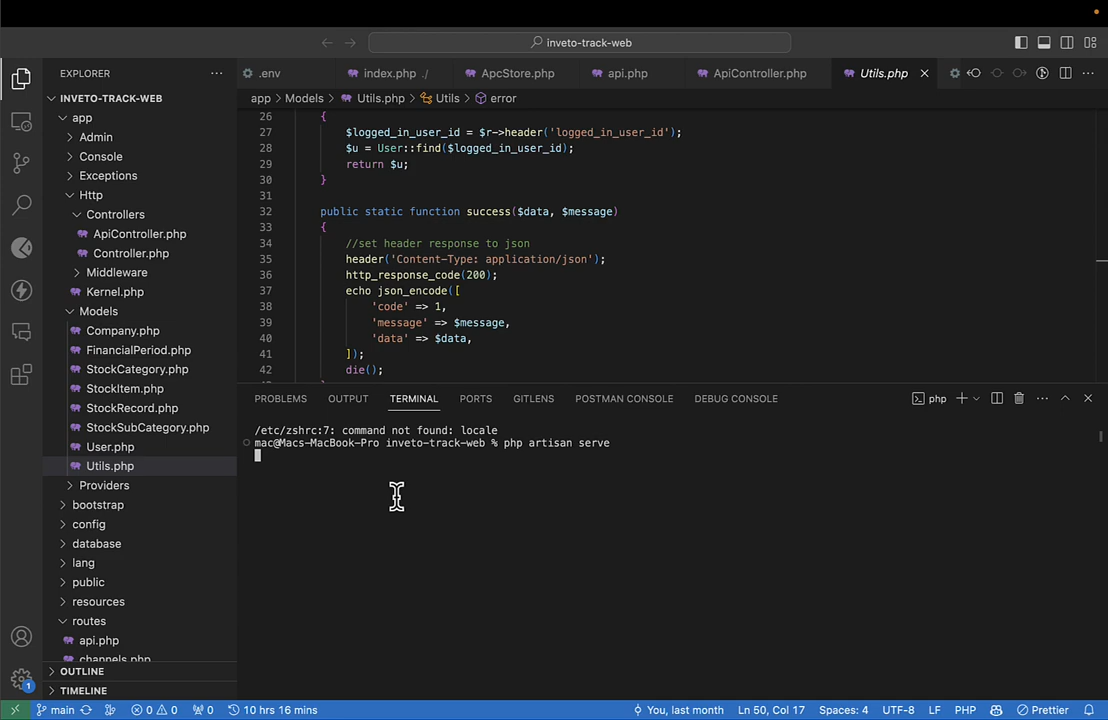 inveto-track-web
EXPLORER
.env
index.php ./
ApcStore.php
api.php
ApiController.php
Utils.php
INVETO-TRACK-WEB
app
Admin
Console
Exceptions
Http
Controllers
ApiController.php
Controller.php
Middleware
Kernel.php
Models
Company.php
FinancialPeriod.php
StockCategory.php
StockItem.php
StockRecord.php
StockSubCategory.php
User.php
Utils.php
Providers
bootstrap
config
database
lang
public
resources
routes
api.php
channels.php
OUTLINE
TIMELINE
app > Models > Utils.php > Utils > error
26 {
27 $logged_in_user_id = $r->header('logged_in_user_id');
28 $u = User::find($logged_in_user_id);
29 return $u;
30 }
31
32 public static function success($data, $message)
33 {
34 //set header response to json
35 header('Content-Type: application/json');
36 http_response_code(200);
37 echo json_encode([
38 'code' => 1,
39 'message' => $message,
40 'data' => $data,
41 ]);
42 die();
PROBLEMS OUTPUT TERMINAL PORTS GITLENS POSTMAN CONSOLE DEBUG CONSOLE
php
/etc/zshrc:7: command not found: locale
mac@Macs-MacBook-Pro inveto-track-web % php artisan serve
1
main 0 0 0 10 hrs 16 mins You, last month Ln 50, Col 17 Spaces: 4 UTF-8 LF PHP Prettier